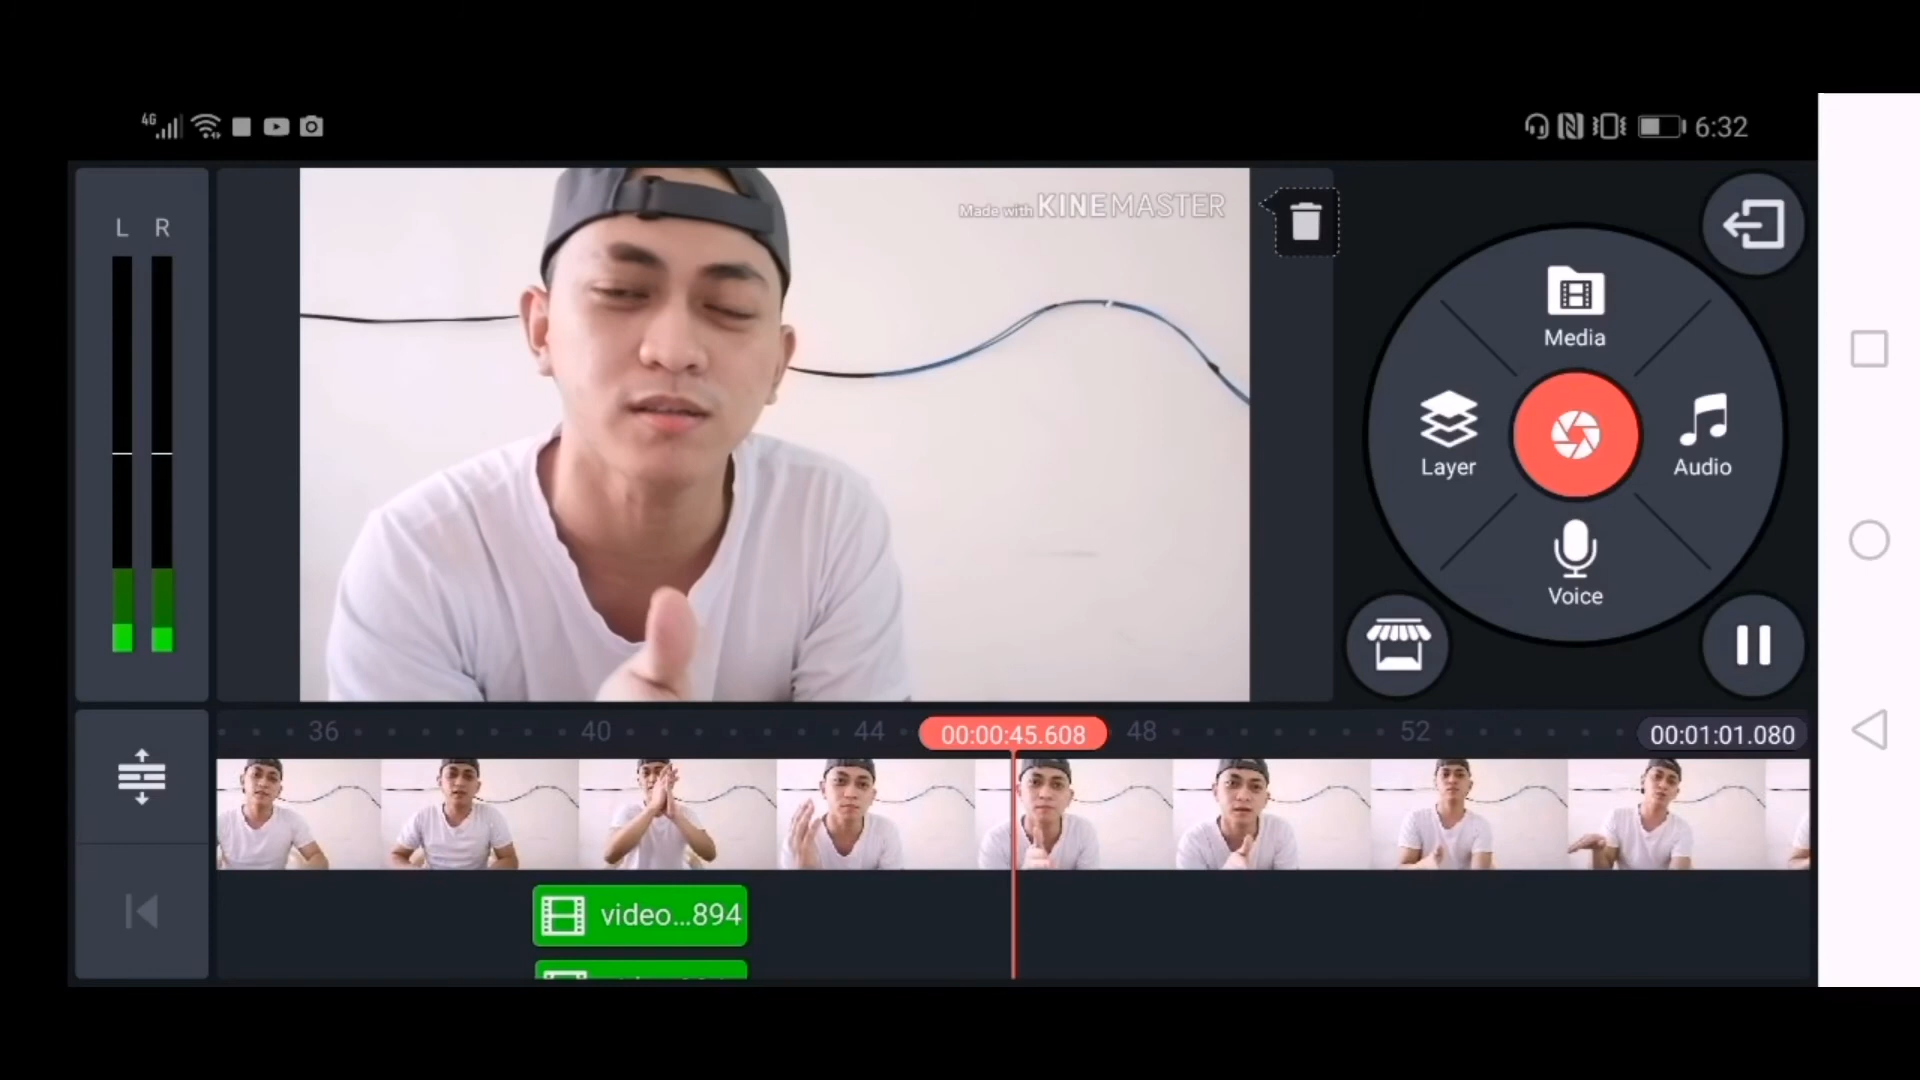 4G
6:32
L R
Made with KINEMASTER
Media
Layer
Audio
Voice
36 40 44 00:00:45.608 48 52 00:01:01.080
video...894